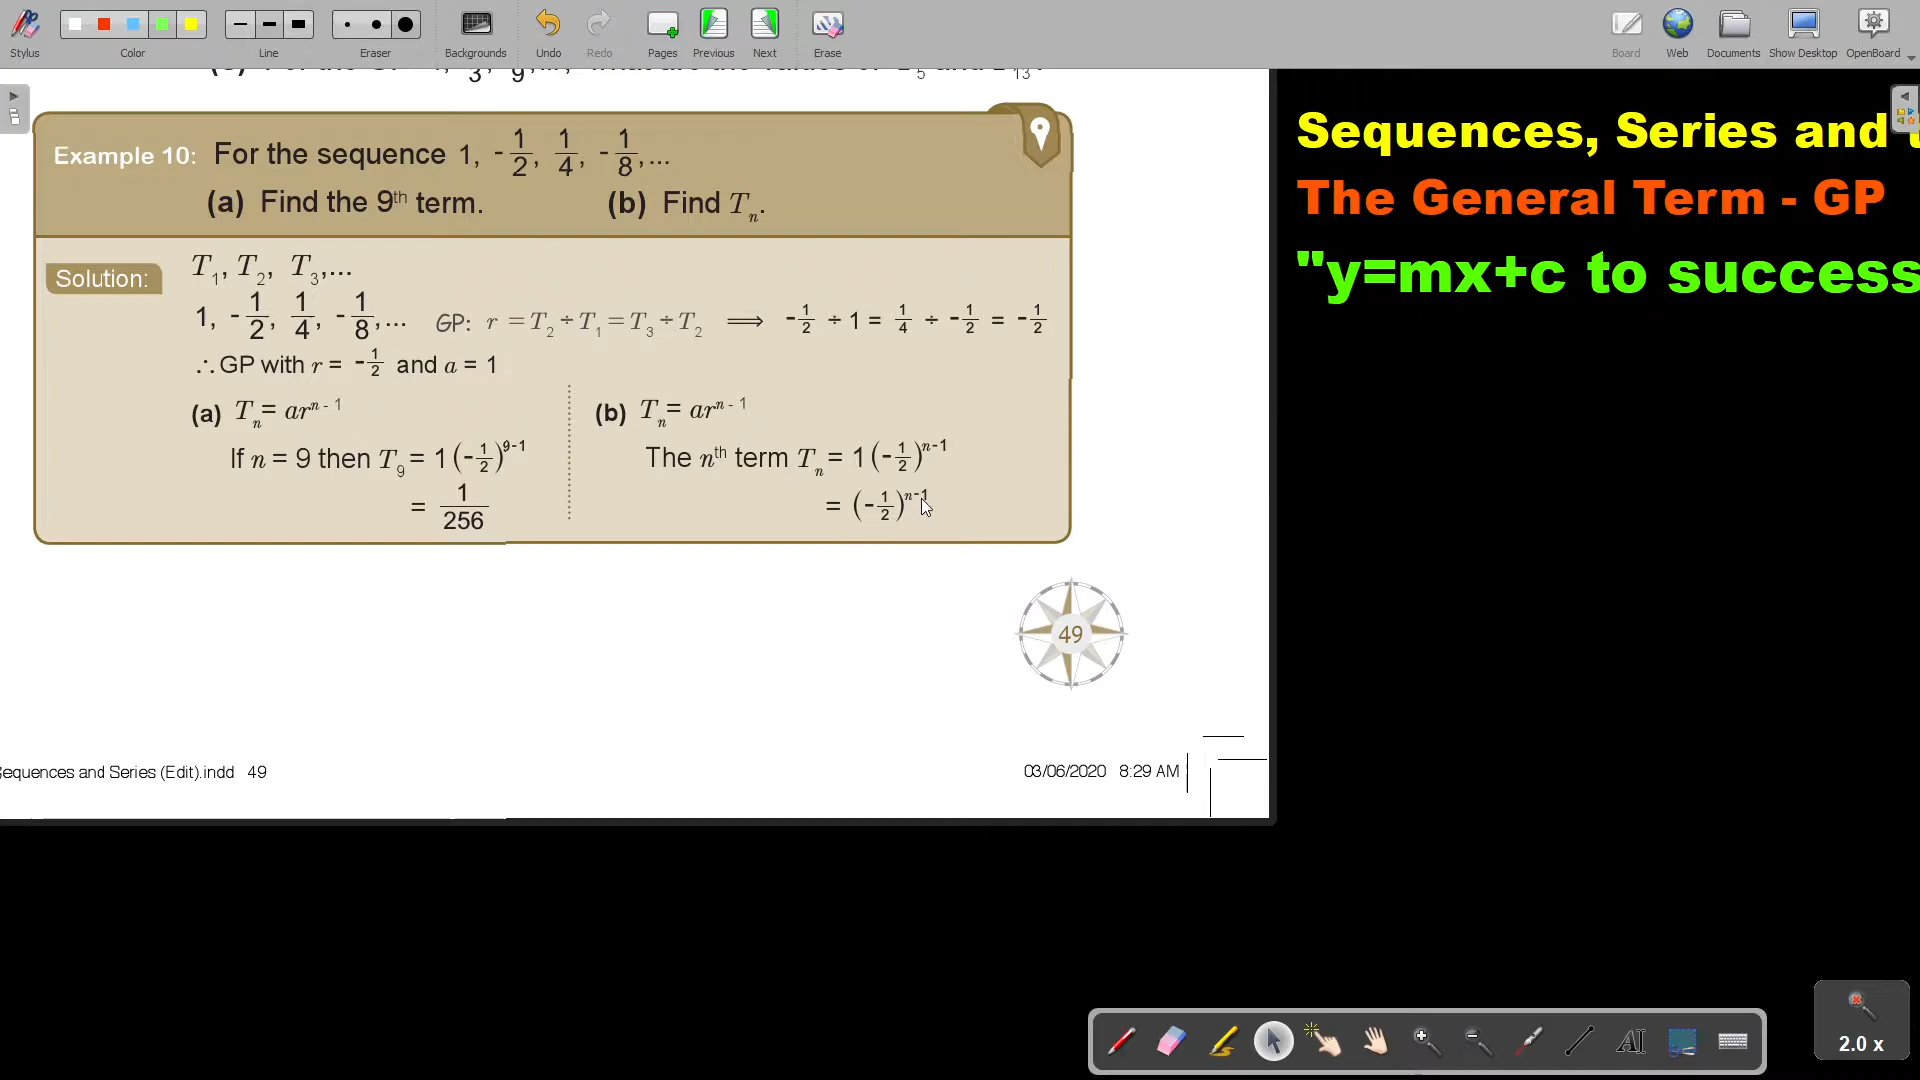 Stylus Color Line Eraser Backgrounds Undo Redo Pages Previous Next Erase Board Web Documents Show Desktop OpenBoard
Example 10: For the sequence 1, -1/2, 1/4, -1/8,...
(a) Find the 9th term. (b) Find Tn.
Solution: T1, T2, T3,...
1, -1/2, 1/4, -1/8,... GP: r = T2 ÷ T1 = T3 ÷ T2 ⟹ -1/2 ÷ 1 = 1/4 ÷ -1/2 = -1/2
∴ GP with r = -1/2 and a = 1
(a) Tn = ar^(n - 1)
If n = 9 then T9 = 1(-1/2)^(9-1)
= 1/256
(b) Tn = ar^(n - 1)
The nth term Tn = 1(-1/2)^(n-1)
= (-1/2)^(n-1)
49
equences and Series (Edit).indd 49
03/06/2020 8:29 AM
Sequences, Series and
The General Term - GP
"y=mx+c to success
2.0 x